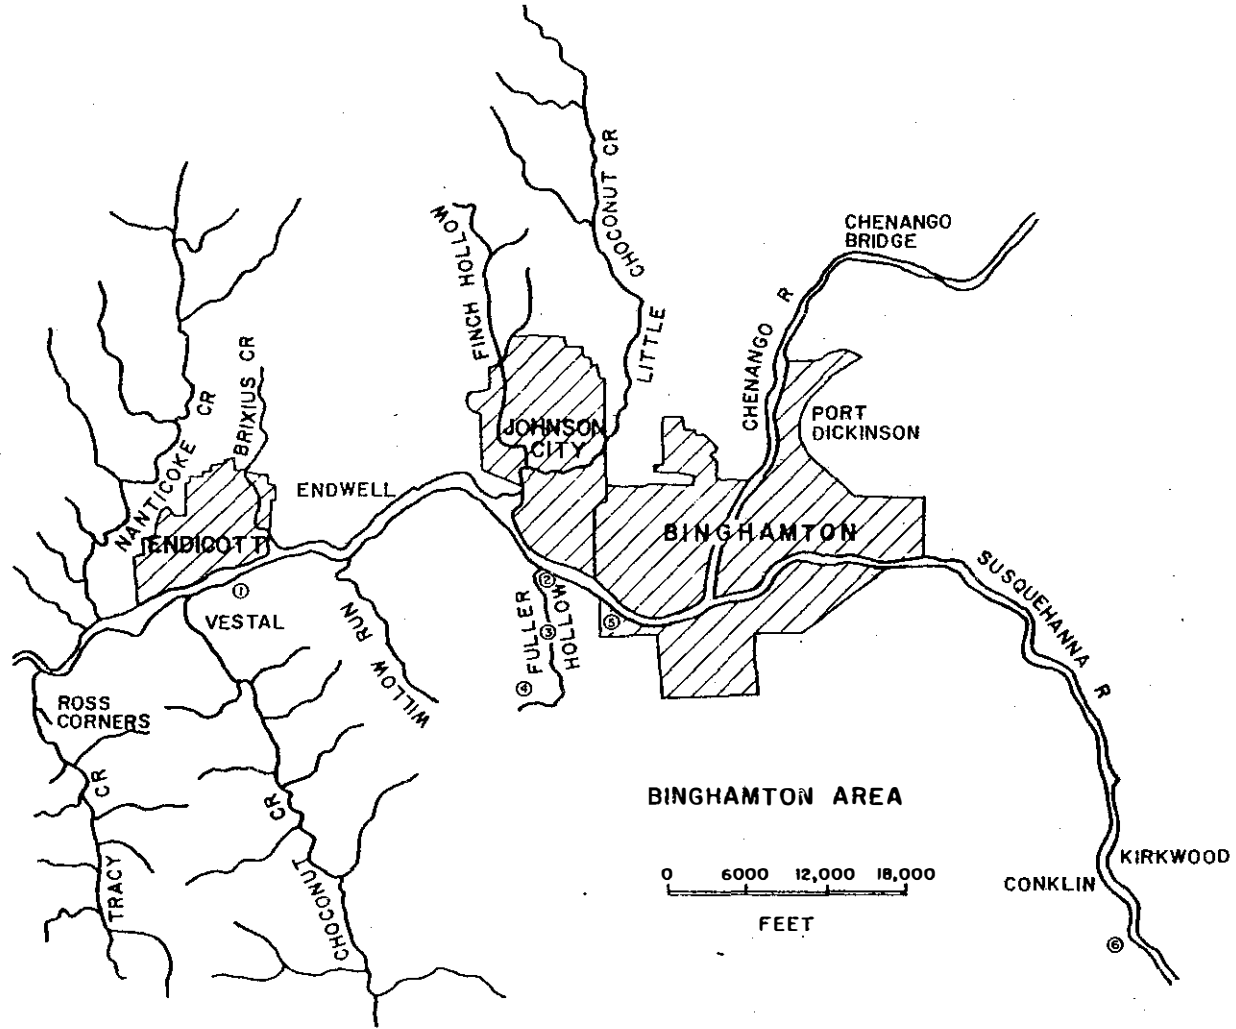 CHOCONUT CR
LITTLE
FINCH HOLLOW
CHENANGO
BRIDGE
CHENANGO R
NANTICOKE CR
BRIXIUS CR
JOHNSON
CITY
PORT
DICKINSON
ENDWELL
ENDICOTT
BINGHAMTON
SUSQUEHANNA R
1
VESTAL
WILLOW RUN
2
3
4
FULLER
HOLLOW
5
ROSS
CORNERS
TRACY CR
CHOCONUT CR
BINGHAMTON AREA
0 6000 12,000 18,000
FEET
KIRKWOOD
CONKLIN
6